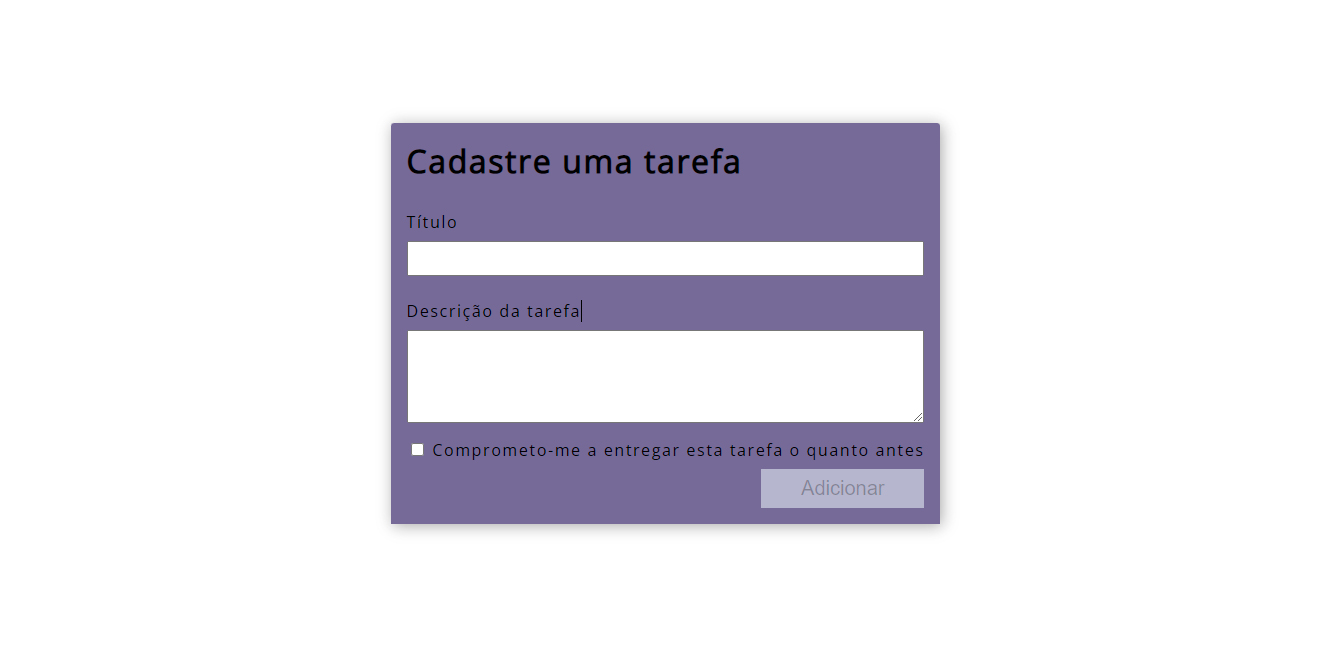 Cadastre uma tarefa
Título
Descrição da tarefa
Comprometo-me a entregar esta tarefa o quanto antes
Adicionar